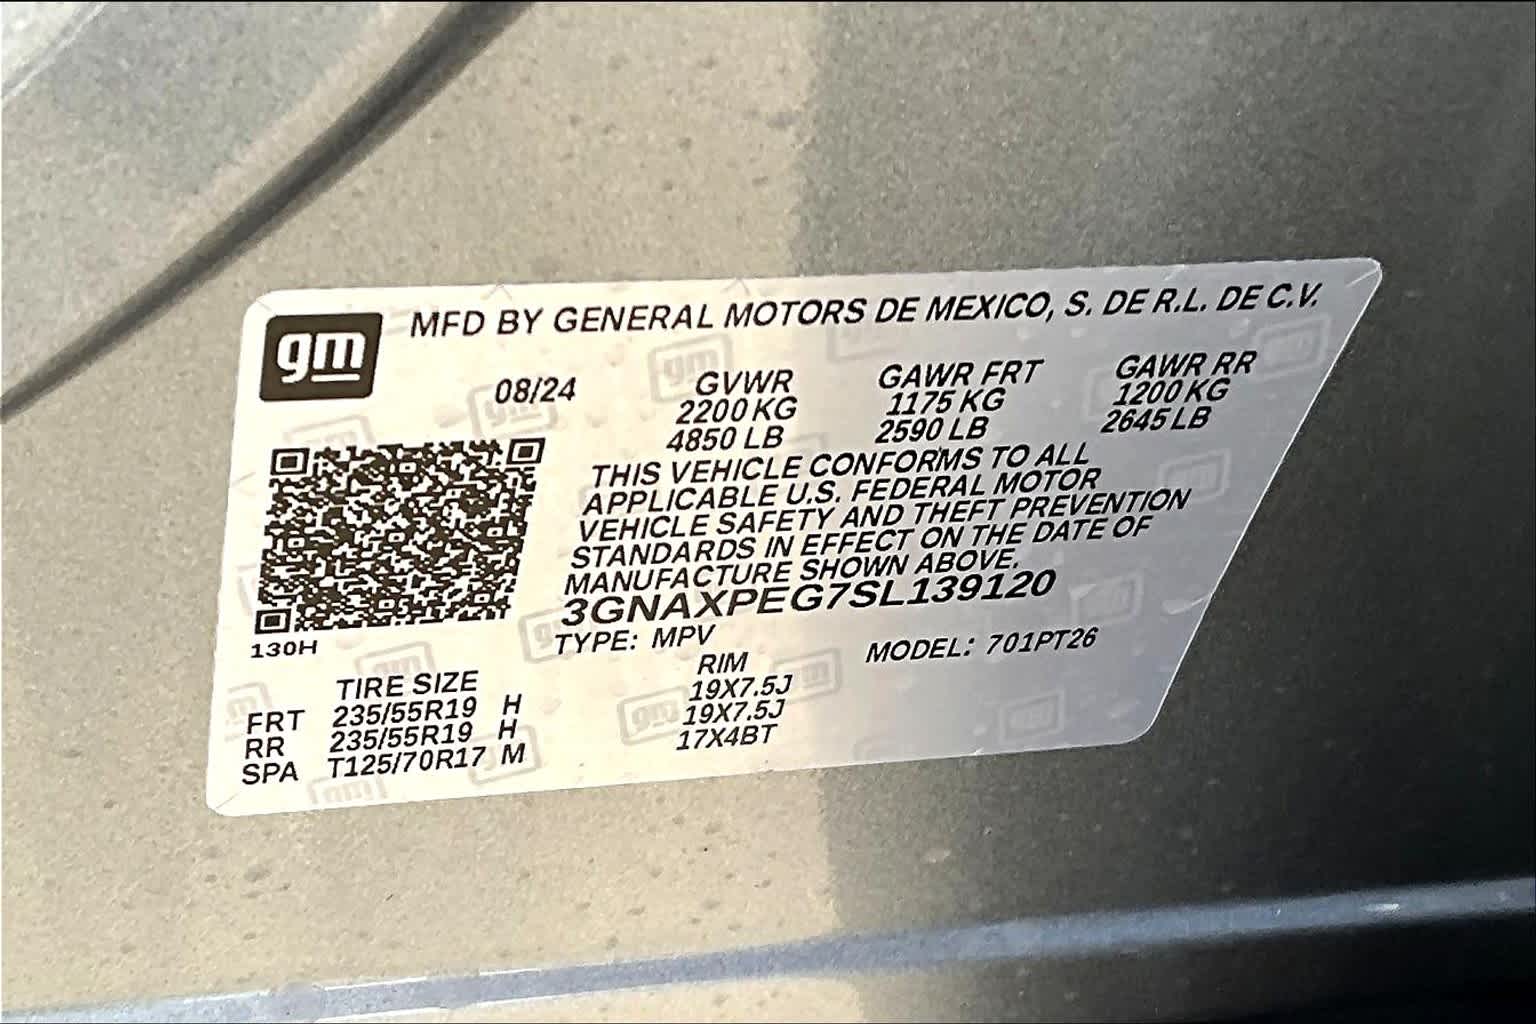 gm
MFD BY GENERAL MOTORS DE MEXICO, S. DE R.L. DE C.V.
08/24 GVWR GAWR FRT GAWR RR
2200 KG 1175 KG 1200 KG
4850 LB 2590 LB 2645 LB
THIS VEHICLE CONFORMS TO ALL
APPLICABLE U.S. FEDERAL MOTOR
VEHICLE SAFETY AND THEFT PREVENTION
STANDARDS IN EFFECT ON THE DATE OF
MANUFACTURE SHOWN ABOVE.
3GNAXPEG7SL139120
130H TYPE: MPV MODEL: 701PT26
TIRE SIZE RIM
FRT 235/55R19 H 19X7.5J
RR 235/55R19 H 19X7.5J
SPA T125/70R17 M 17X4BT